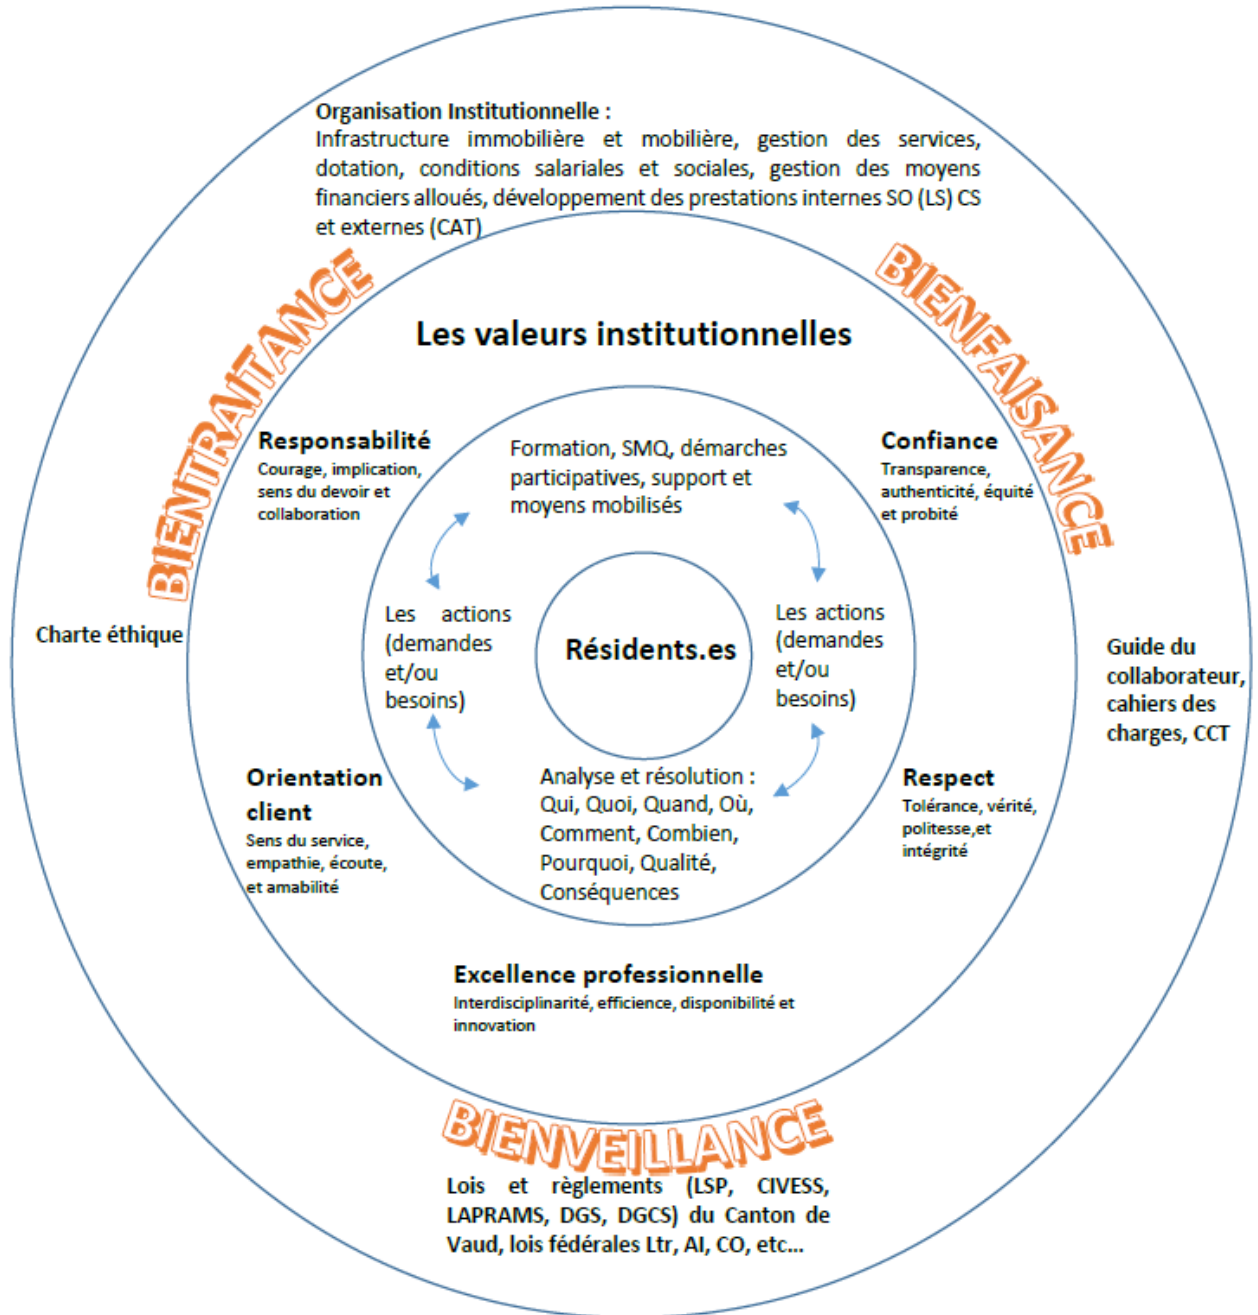 Organisation Institutionnelle :
Infrastructure immobilière et mobilière, gestion des services,
dotation, conditions salariales et sociales, gestion des moyens
financiers alloués, développement des prestations internes SO (LS) CS
et externes (CAT)
BIENTRAITANCE
BIENFAISANCE
Les valeurs institutionnelles
Responsabilité
Courage, implication,
sens du devoir et
collaboration
Formation, SMQ, démarches
participatives, support et
moyens mobilisés
Confiance
Transparence,
authenticité, équité
et probité
Charte éthique
Les actions
(demandes
et/ou
besoins)
Résidents.es
Les actions
(demandes
et/ou
besoins)
Guide du
collaborateur,
cahiers des
charges, CCT
Orientation
client
Sens du service,
empathie, écoute,
et amabilité
Analyse et résolution :
Qui, Quoi, Quand, Où,
Comment, Combien,
Pourquoi, Qualité,
Conséquences
Respect
Tolérance, vérité,
politesse,et
intégrité
Excellence professionnelle
Interdisciplinarité, efficience, disponibilité et
innovation
BIENVEILLANCE
Lois et règlements (LSP, CIVESS,
LAPRAMS, DGS, DGCS) du Canton de
Vaud, lois fédérales Ltr, AI, CO, etc...